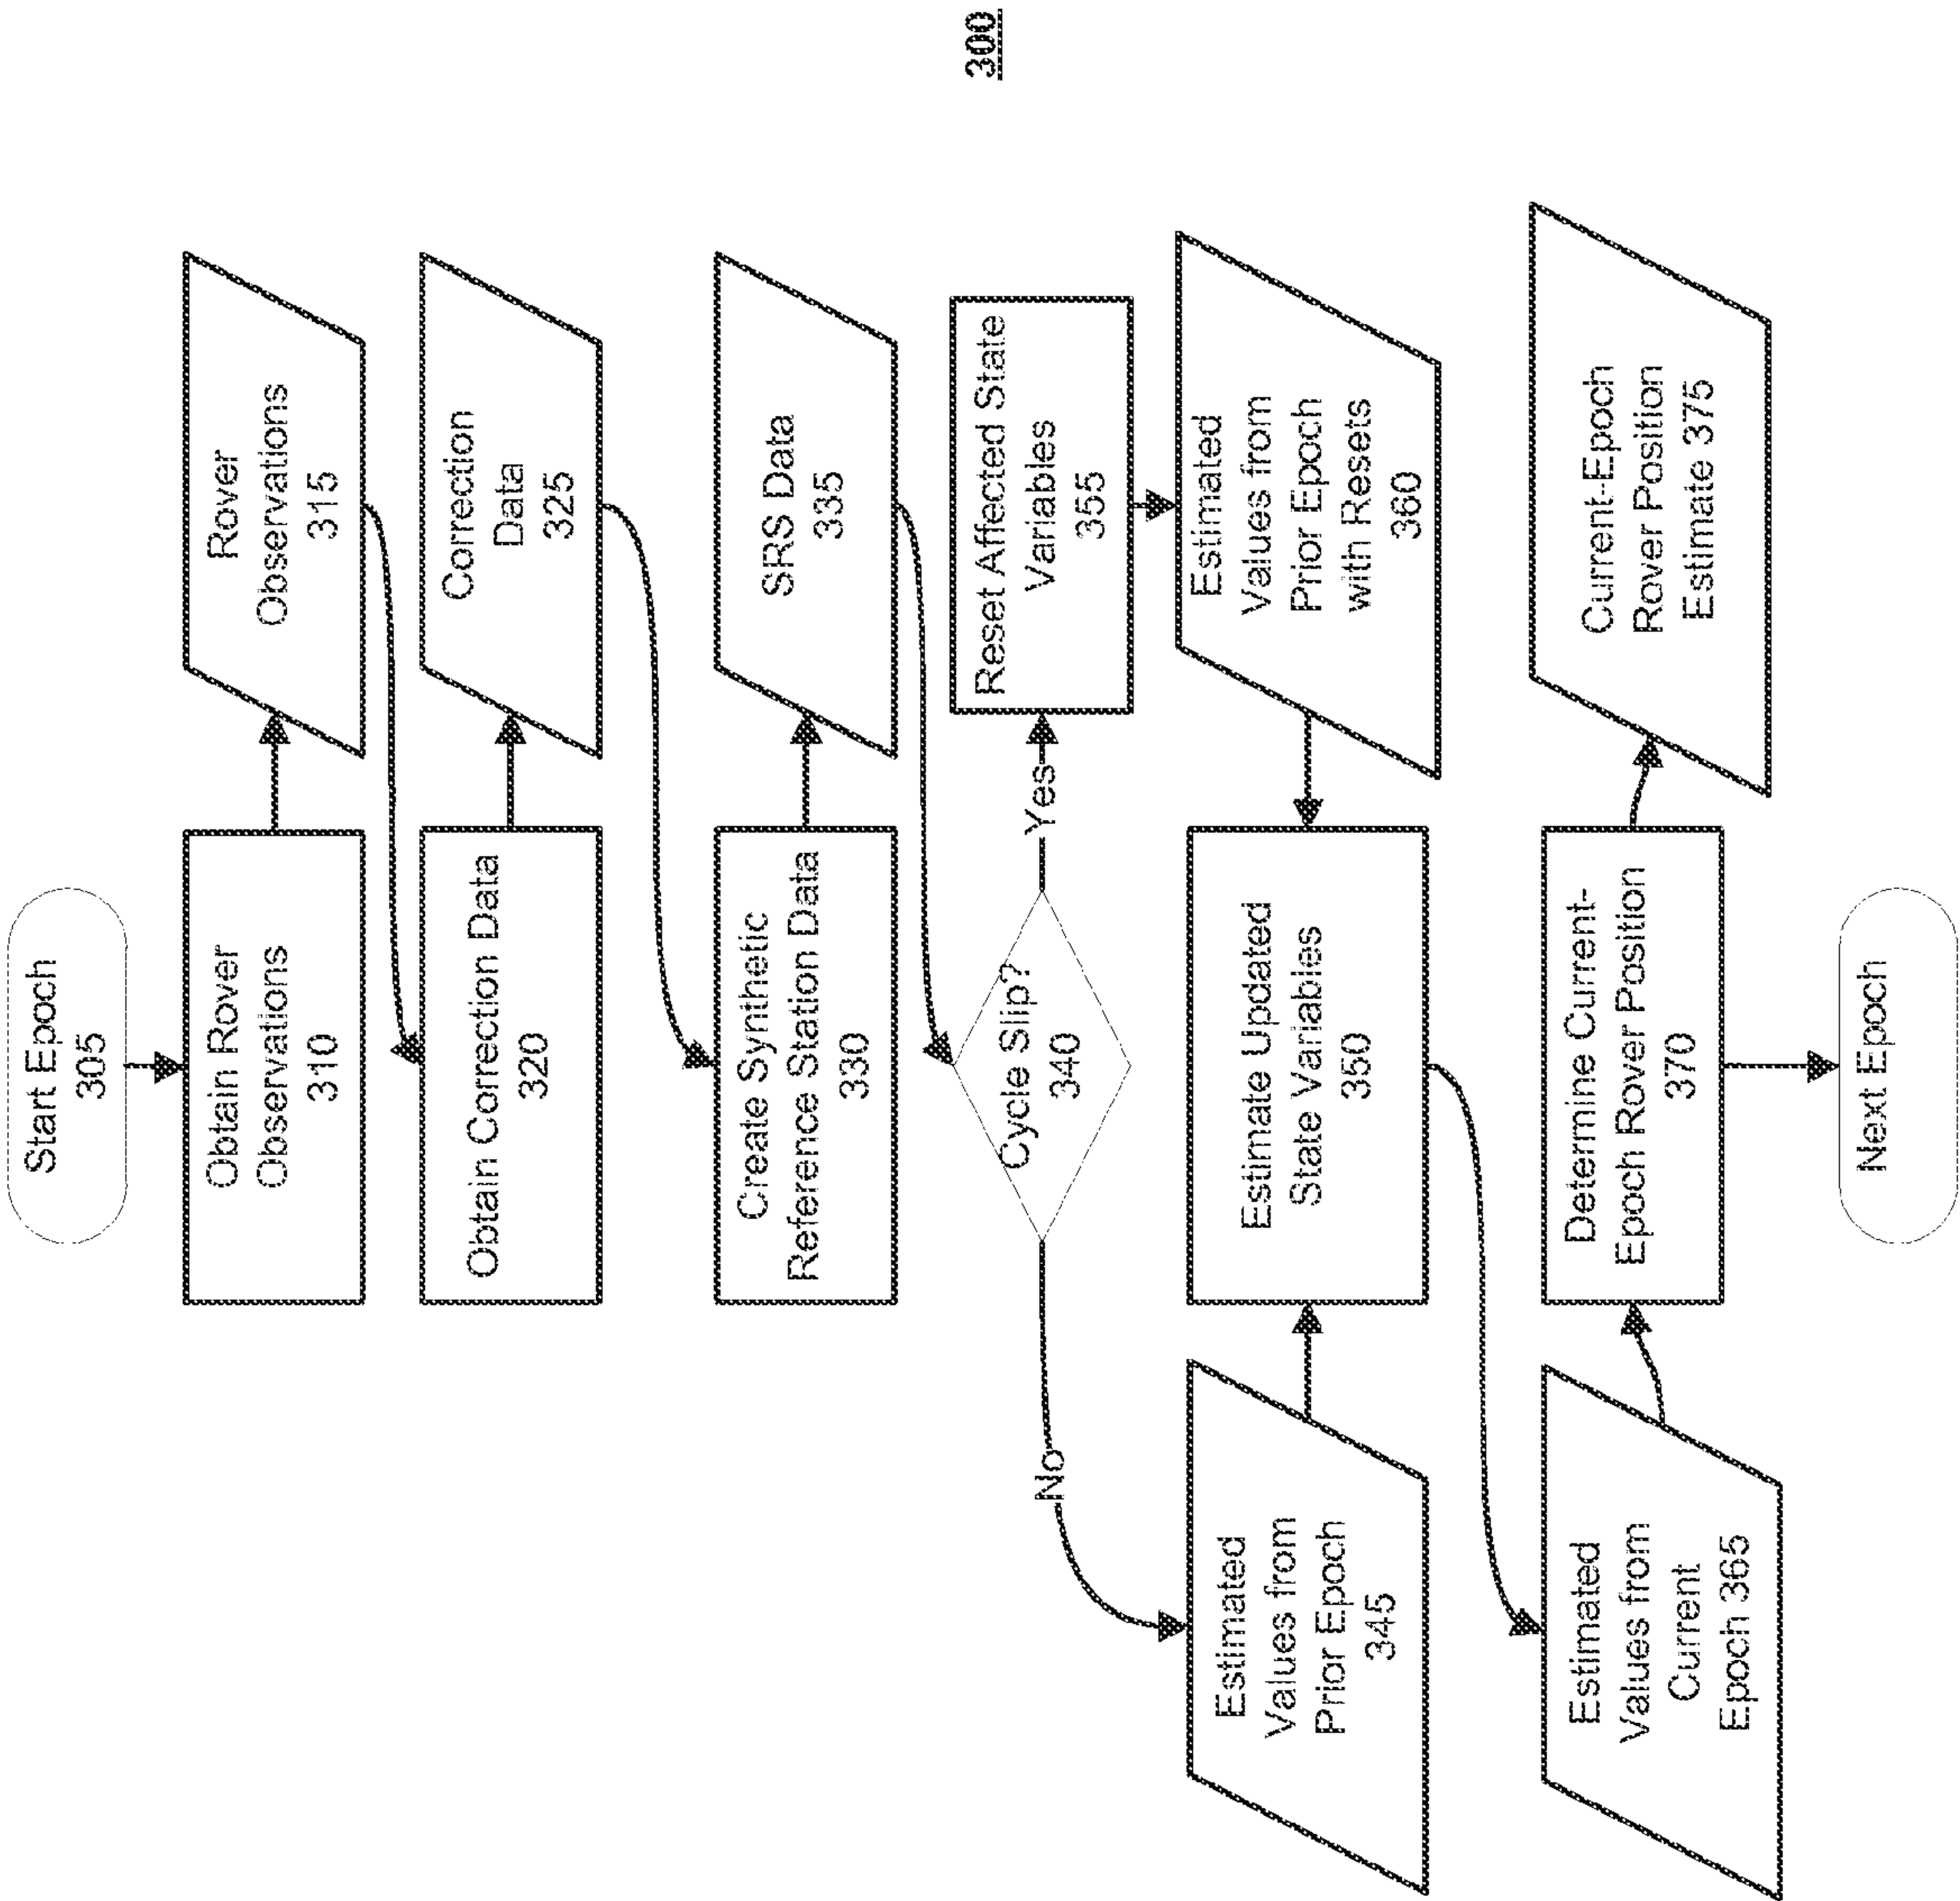 300
Start Epoch
305
Obtain Rover
Observations
310
Rover
Observations
315
Obtain Correction Data
320
Correction
Data
325
Create Synthetic
Reference Station Data
330
SRS Data
335
Cycle Slip?
340
Yes
No
Reset Affected State
Variables
355
Estimated
Values from
Prior Epoch
345
Estimate Updated
State Variables
350
Estimated
Values from
Prior Epoch
with Resets
360
Estimated
Values from
Current
Epoch 365
Determine Current-
Epoch Rover Position
370
Current-Epoch
Rover Position
Estimate 375
Next Epoch